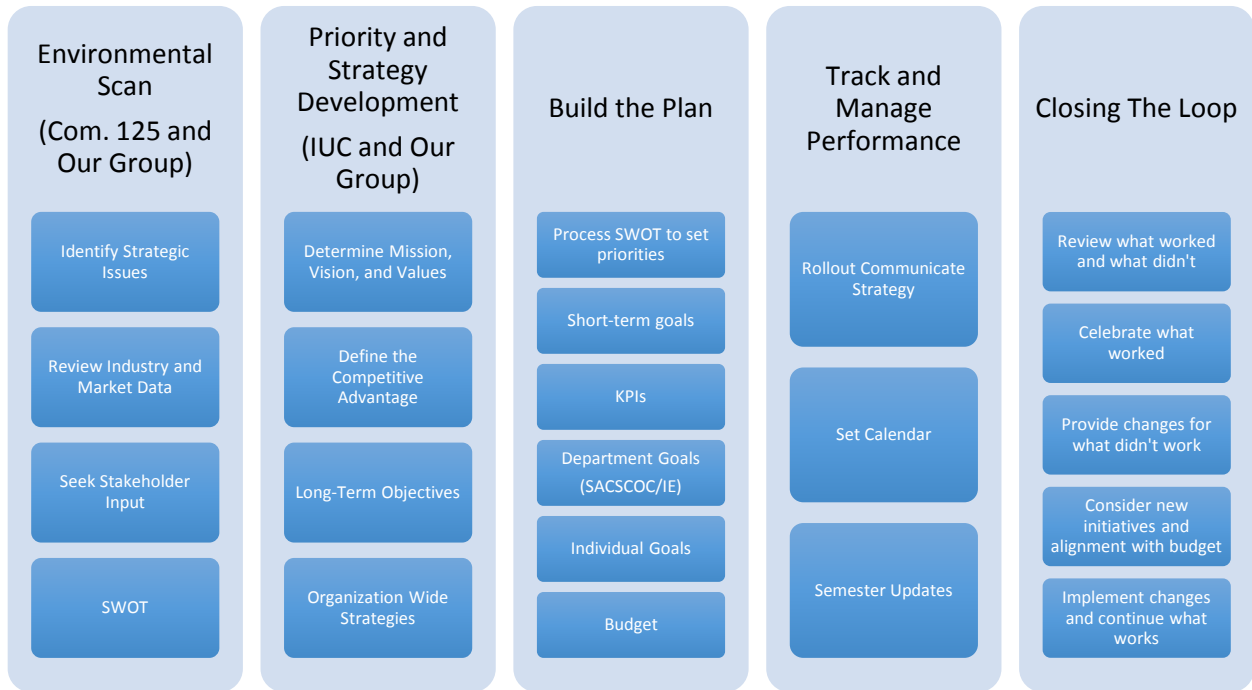 Environmental
Scan
(Com. 125 and
Our Group)
Identify Strategic
Issues
Review Industry and
Market Data
Seek Stakeholder
Input
SWOT
Priority and
Strategy
Development
(IUC and Our
Group)
Determine Mission,
Vision, and Values
Define the
Competitive
Advantage
Long-Term Objectives
Organization Wide
Strategies
Build the Plan
Process SWOT to set
priorities
Short-term goals
KPIs
Department Goals
(SACSCOC/IE)
Individual Goals
Budget
Track and
Manage
Performance
Rollout Communicate
Strategy
Set Calendar
Semester Updates
Closing The Loop
Review what worked
and what didn't
Celebrate what
worked
Provide changes for
what didn't work
Consider new
initiatives and
alignment with budget
Implement changes
and continue what
works